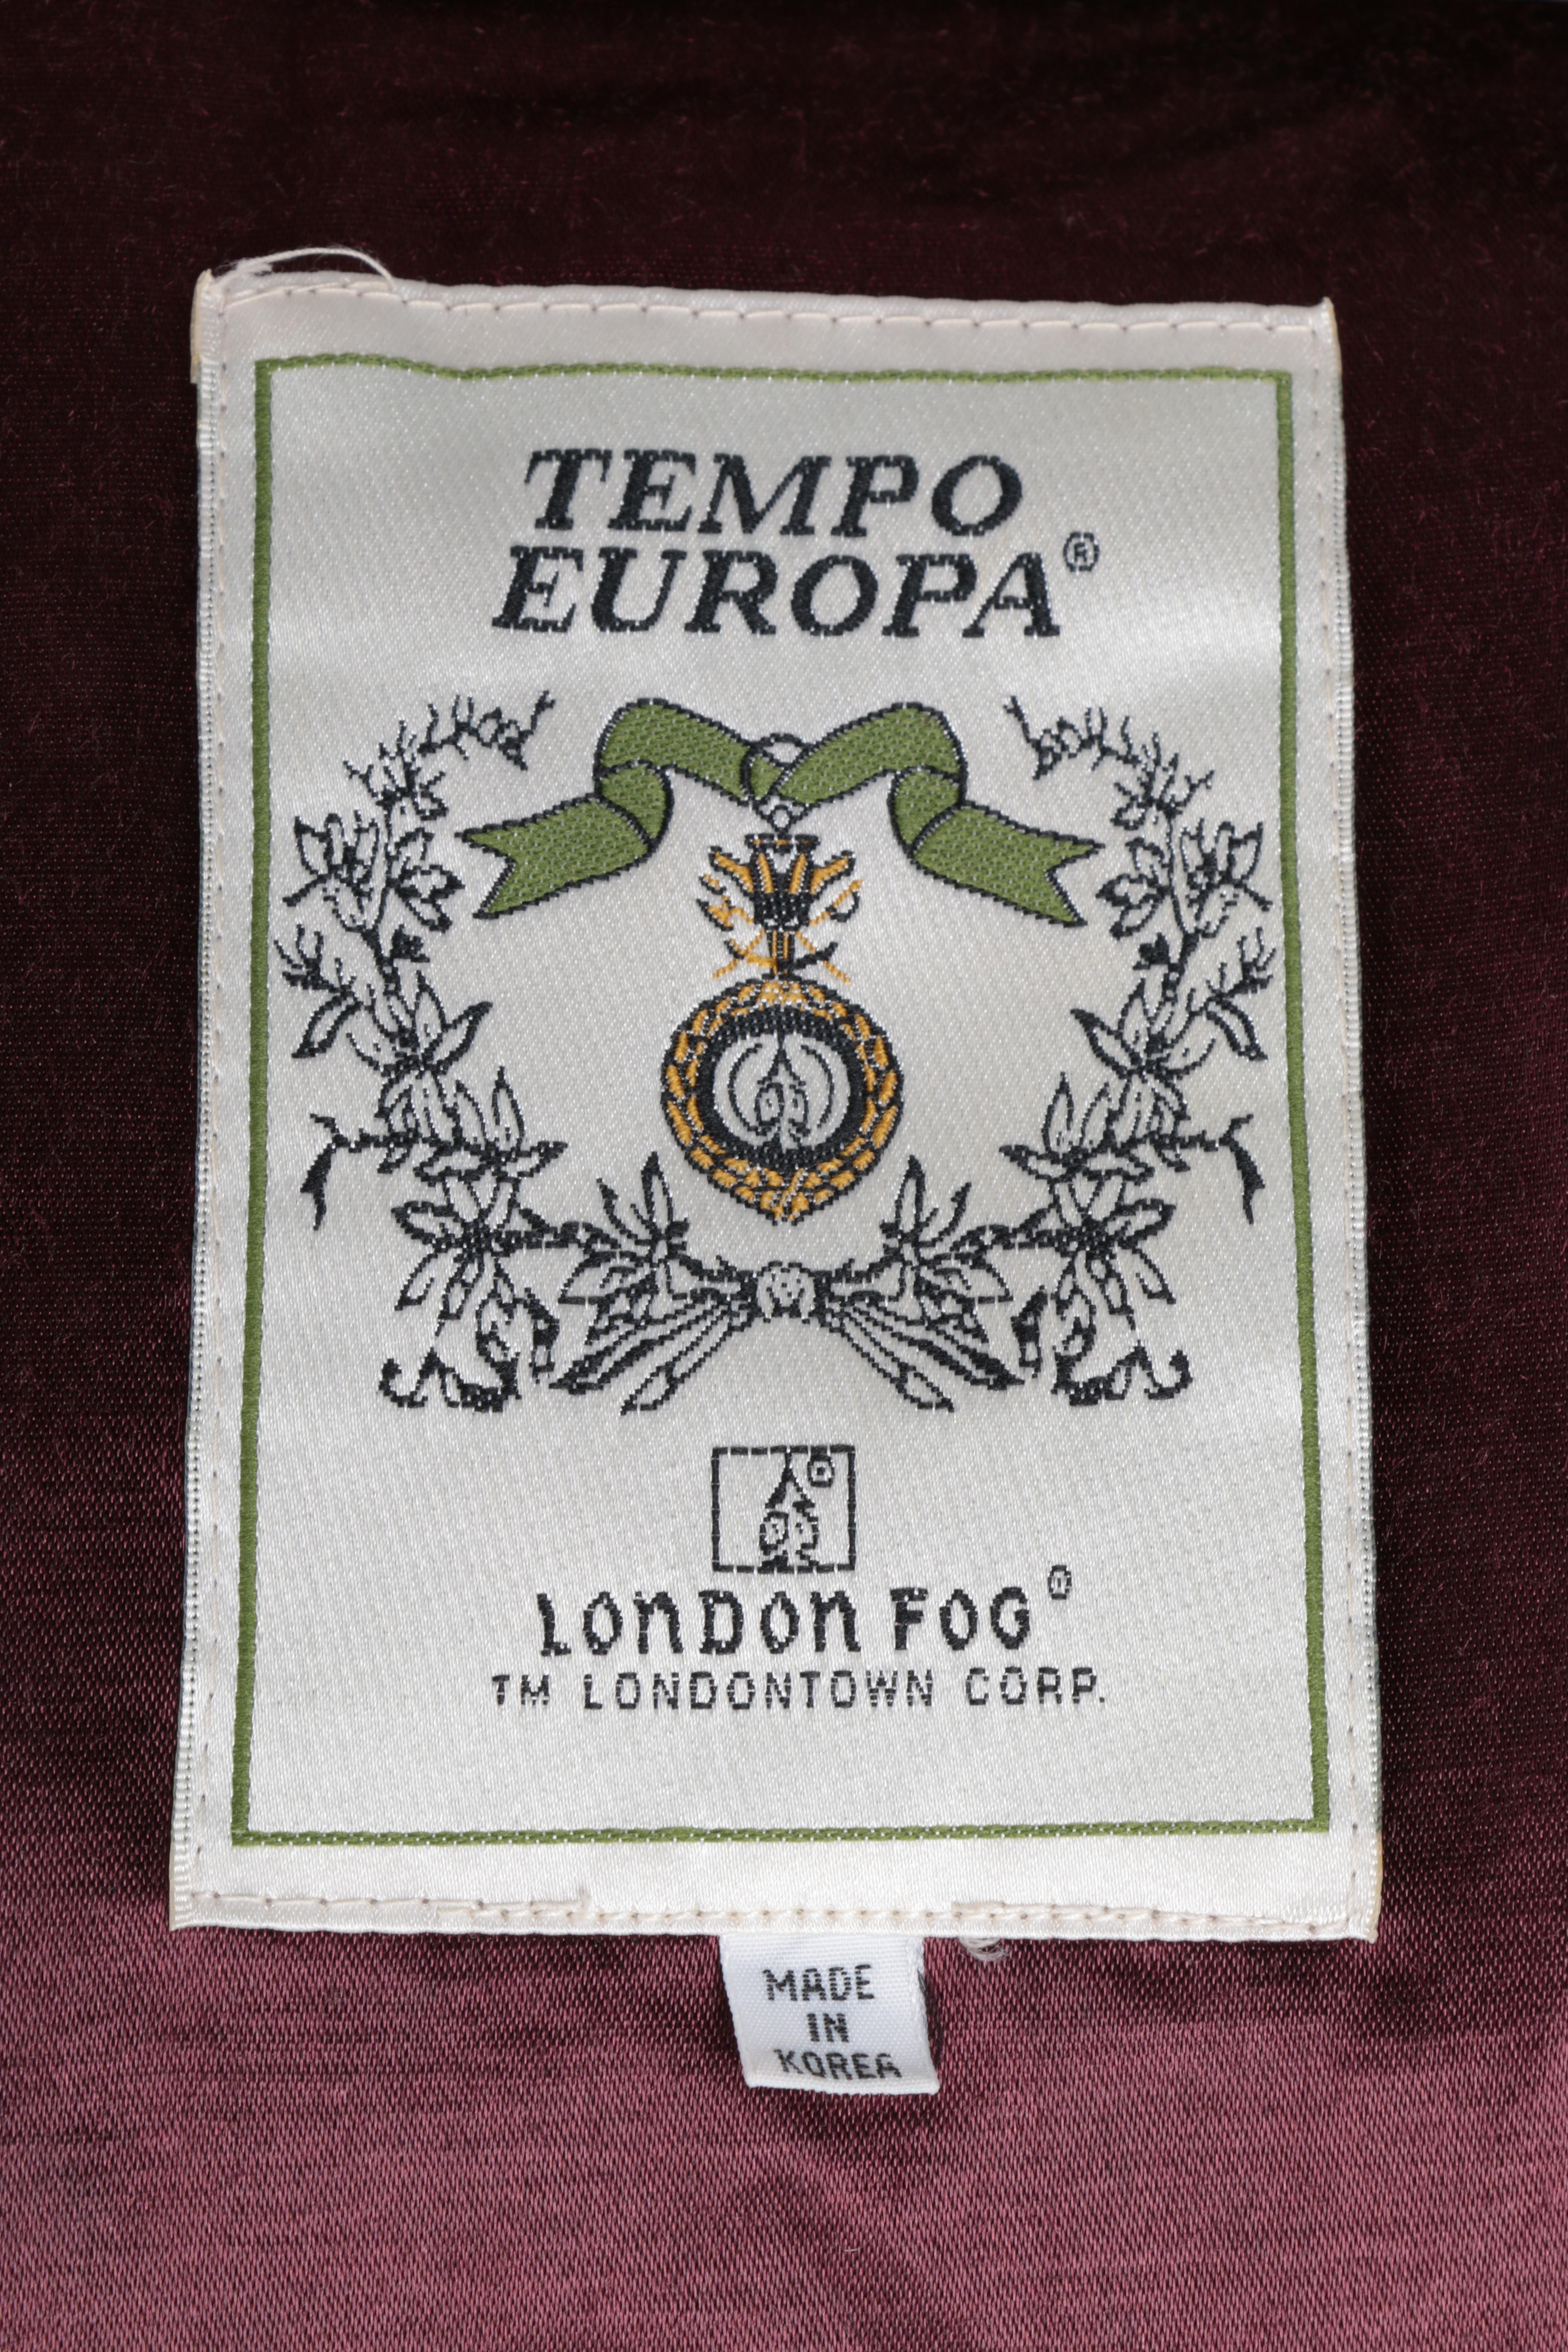 TEMPO
EUROPA®
LONDON FOG®
TM LONDONTOWN CORP.
MADE
IN
KOREA